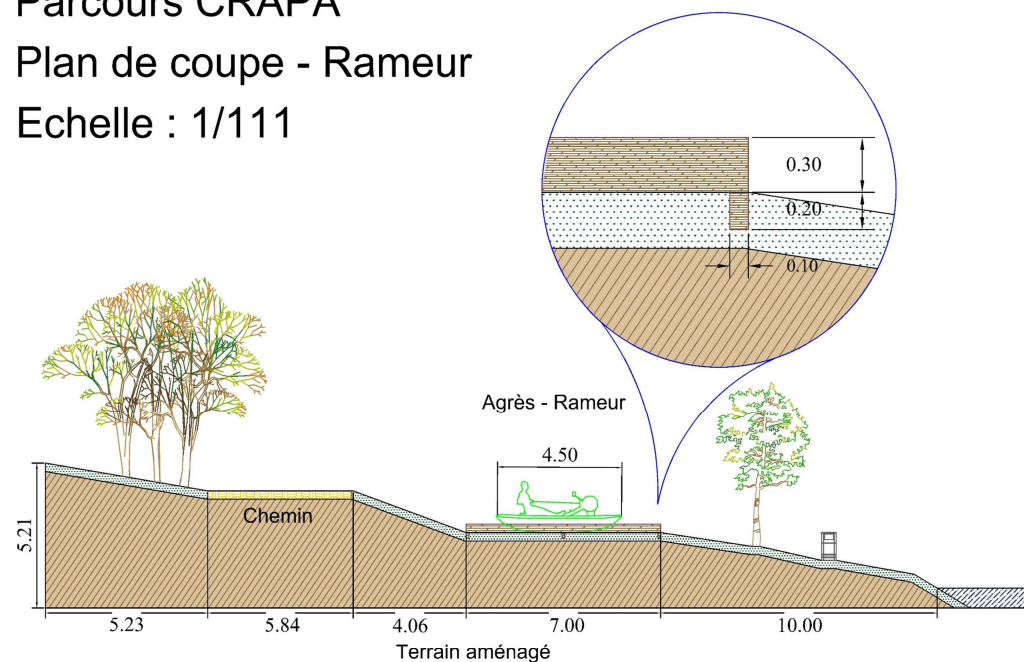 Parcours CRAPA
Plan de coupe - Rameur
Echelle : 1/111
0.30
0.20
0.10
Agrès - Rameur
4.50
5.21
Chemin
5.23 5.84 4.06 7.00 10.00
Terrain aménagé